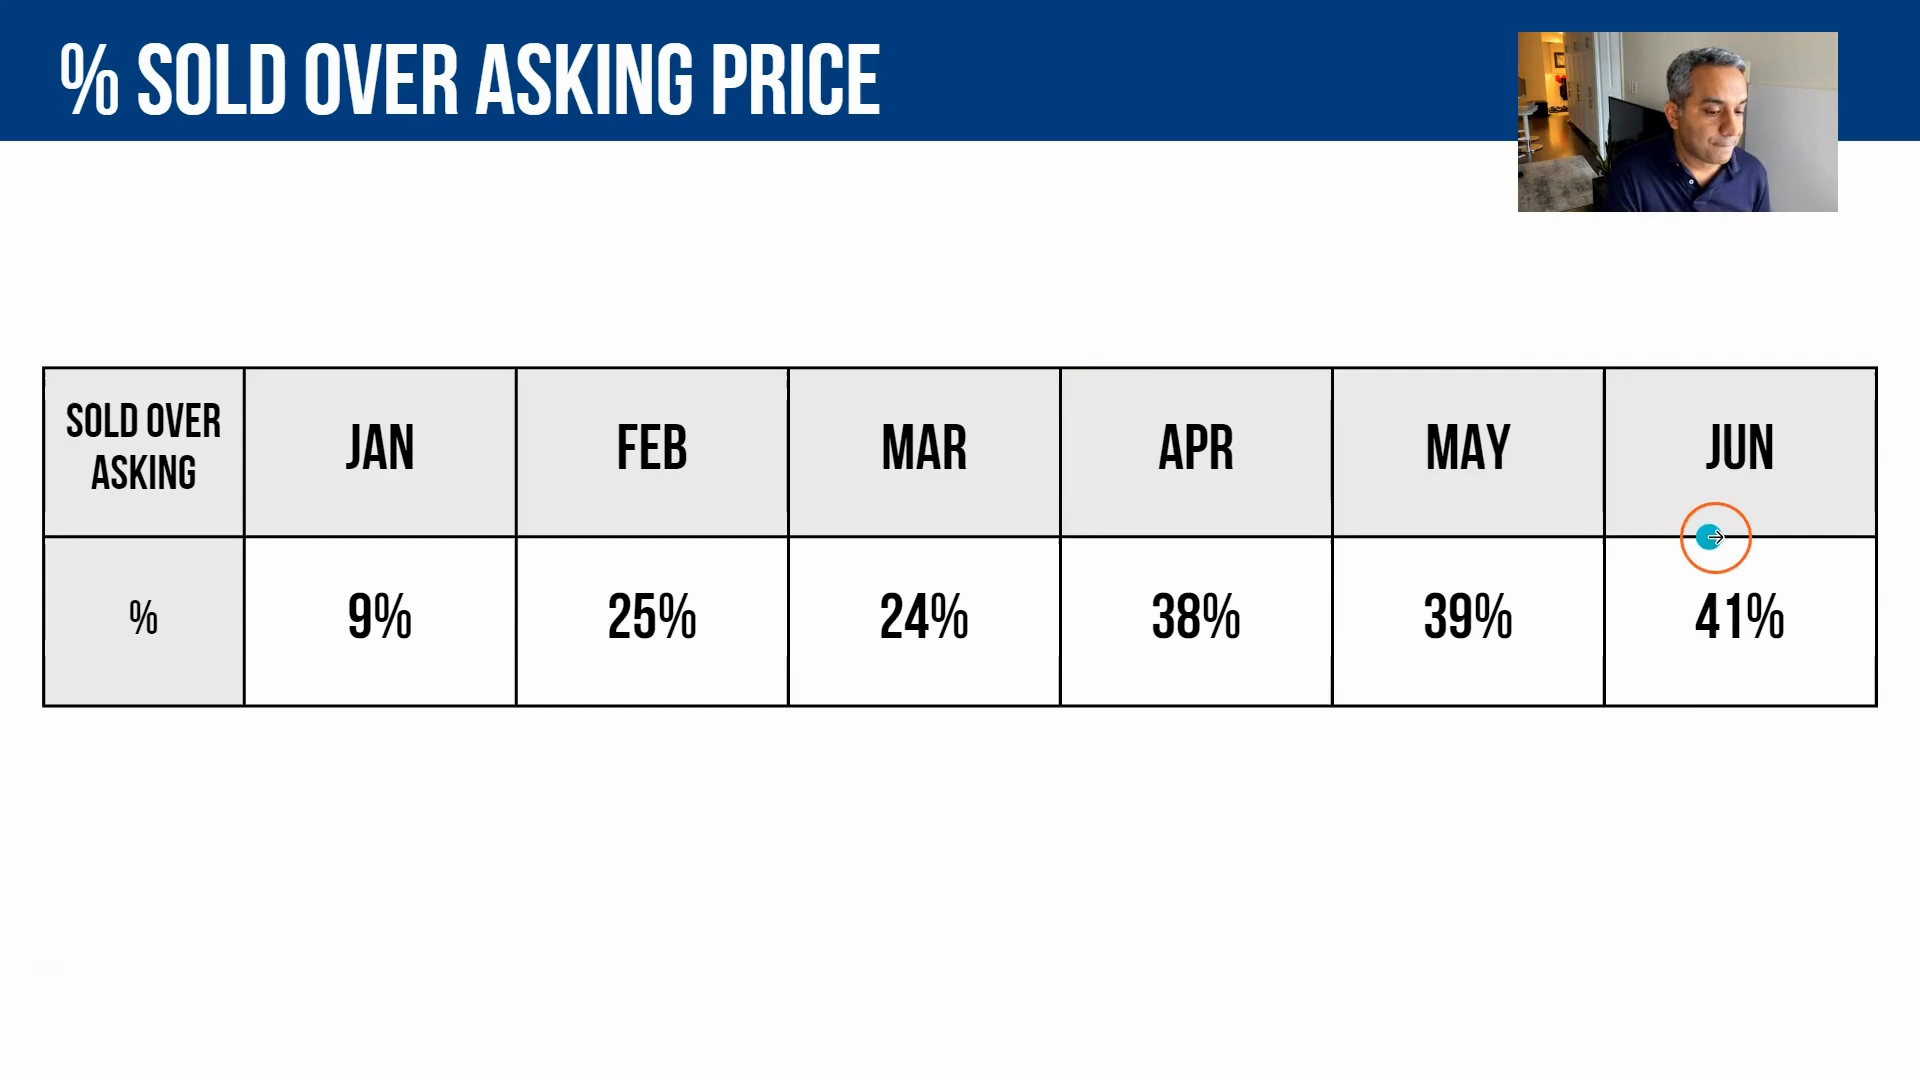 % SOLD OVER ASKING PRICE
SOLD OVER
ASKING
JAN
FEB
MAR
APR
MAY
JUN
%
9%
25%
24%
38%
39%
41%